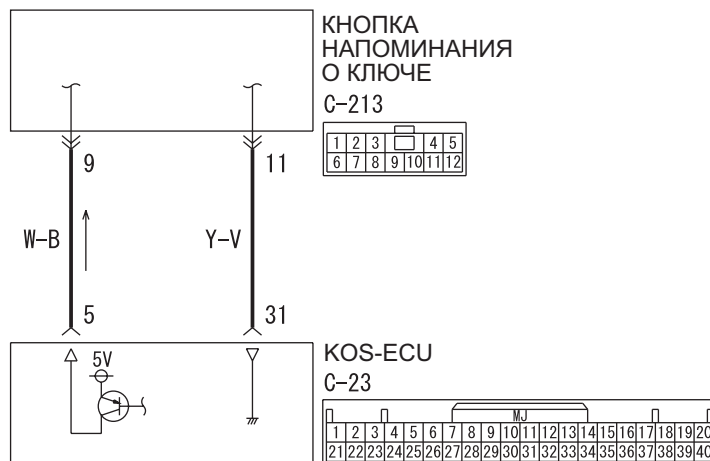 КНОПКА
НАПОМИНАНИЯ
О КЛЮЧЕ
C-213
1 2 3 4 5
6 7 8 9 10 11 12
9 11
W-B Y-V
5 31
KOS-ECU
5V
C-23
MJ
1 2 3 4 5 6 7 8 9 10 11 12 13 14 15 16 17 18 19 20
21 22 23 24 25 26 27 28 29 30 31 32 33 34 35 36 37 38 39 40